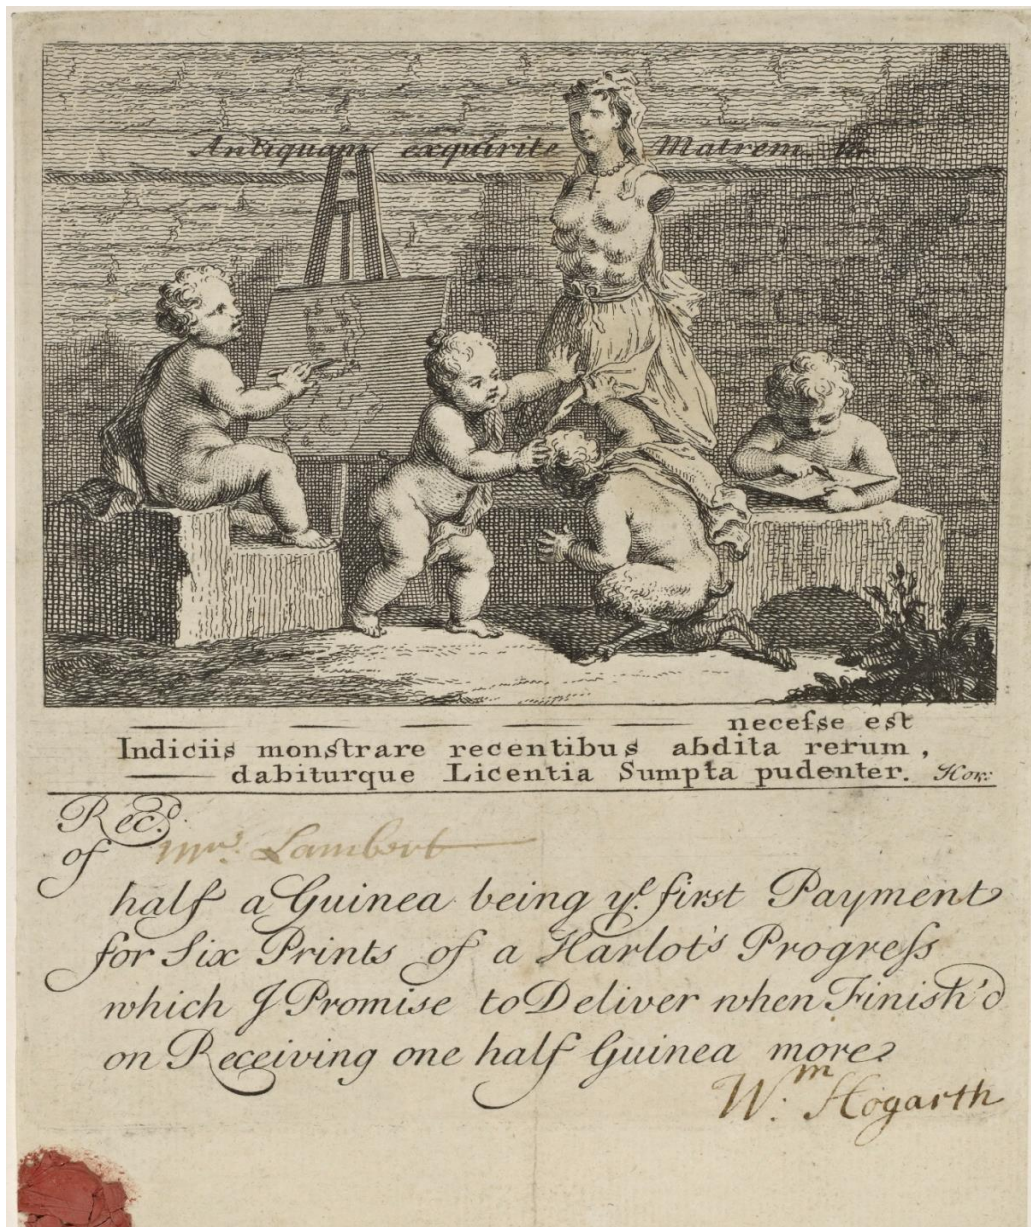 Antiquam exquirite Matrem. Vir.
neceſse est
Indiciis monstrare recentibus abdita rerum,
dabiturque Licentia Sumpta pudenter. Hor:
Rec.d
of Mr. Lambert
half a Guinea being ye. first Payment
for Six Prints of a Harlot's Progreſs
which I Promise to Deliver when Finish'd
on Receiving one half Guinea more
Wm. Hogarth